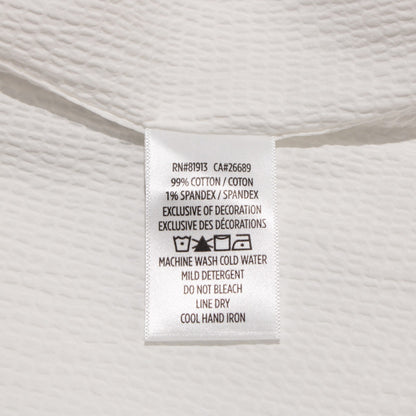 RN#81913 CA#26689
99% COTTON / COTON
1% SPANDEX / SPANDEX
EXCLUSIVE OF DECORATION
EXCLUSIVE DES DÉCORATIONS
MACHINE WASH COLD WATER
MILD DETERGENT
DO NOT BLEACH
LINE DRY
COOL HAND IRON